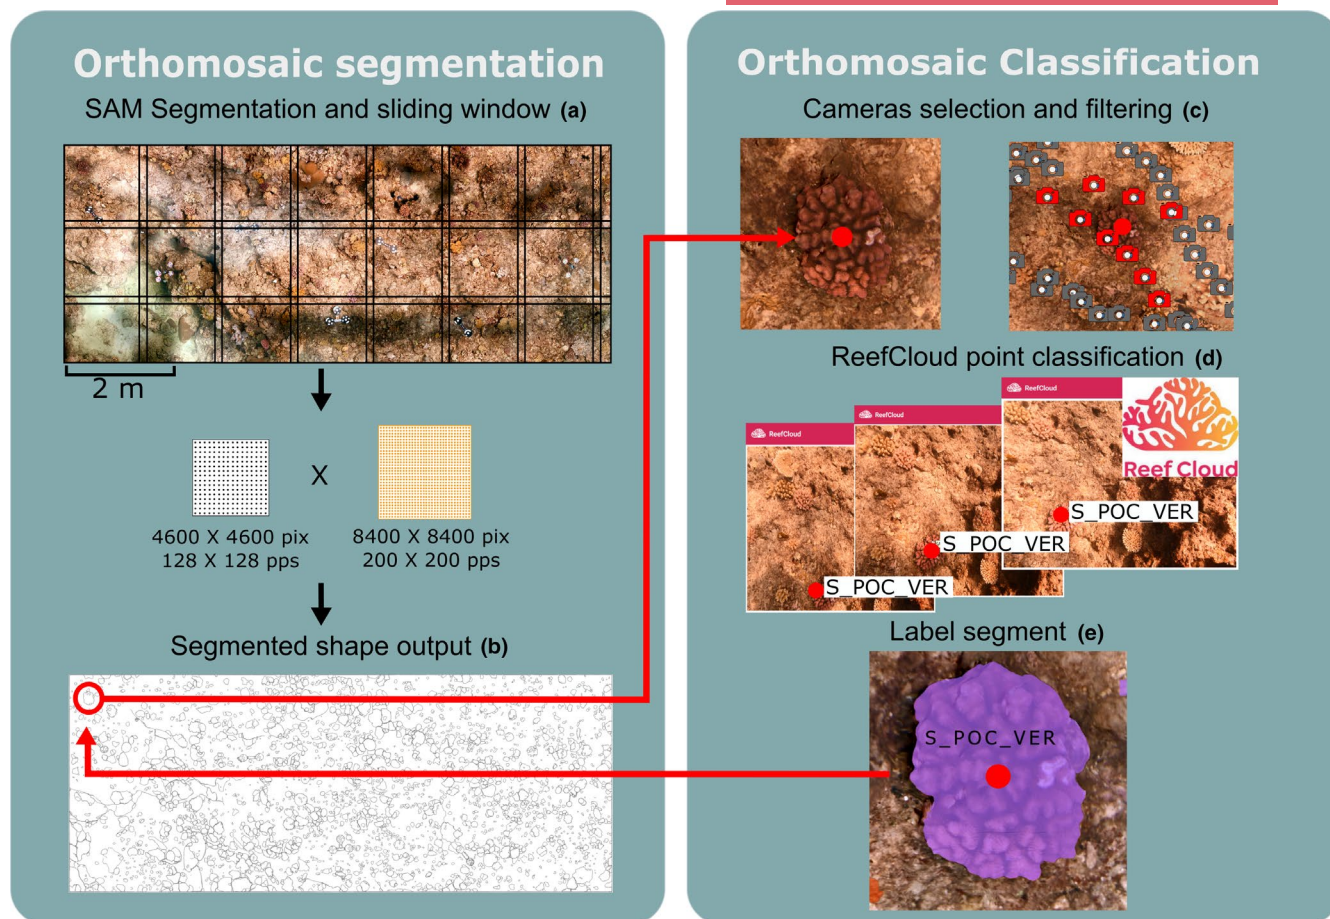 Orthomosaic segmentation
SAM Segmentation and sliding window (a)
2 m
X
4600 X 4600 pix
128 X 128 pps
8400 X 8400 pix
200 X 200 pps
Segmented shape output (b)
Orthomosaic Classification
Cameras selection and filtering (c)
ReefCloud point classification (d)
ReefCloud
ReefCloud
ReefCloud
Reef Cloud
S_POC_VER
S_POC_VER
S_POC_VER
Label segment (e)
S_POC_VER